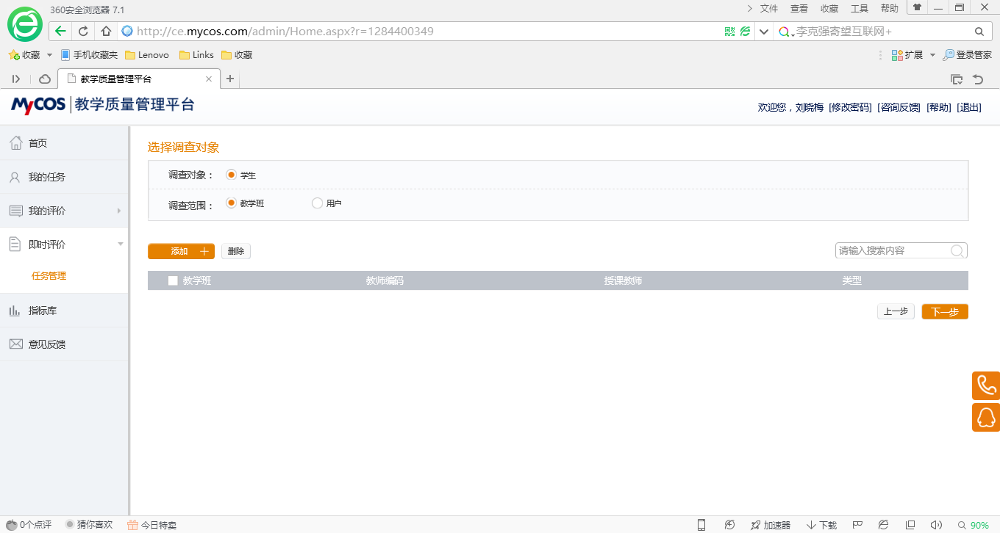 360安全浏览器 7.1
文件 查看 收藏 工具 帮助
http://ce.mycos.com/admin/Home.aspx?r=1284400349
李克强寄望互联网+
收藏 手机收藏夹 Lenovo Links 收藏
扩展 登录管家
教学质量管理平台
MyCOS 教学质量管理平台
欢迎您，刘晓梅 [修改密码] [咨询反馈] [帮助] [退出]
首页
我的任务
我的评价
即时评价
任务管理
指标库
意见反馈
选择调查对象
调查对象： 学生
调查范围： 教学班 用户
添加 删除
请输入搜索内容
教学班 教师编码 授课教师 类型
上一步 下一步
0个点评 猜你喜欢 今日特卖
加速器 下载 90%